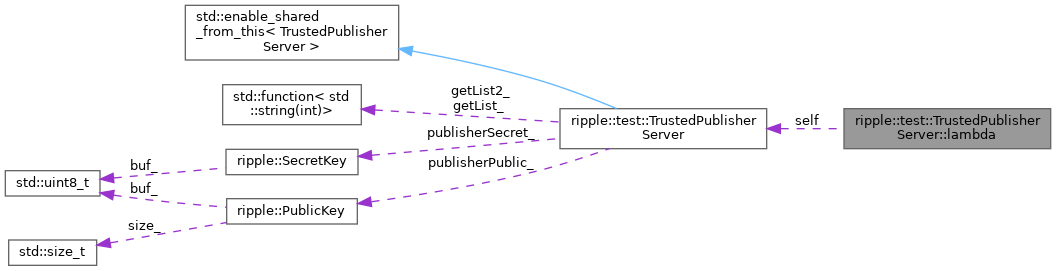 std::enable_shared
_from_this< TrustedPublisher
Server >
std::function< std
::string(int)>
getList2_
getList_
ripple::test::TrustedPublisher
Server
self
ripple::test::TrustedPublisher
Server::lambda
publisherSecret_
ripple::SecretKey
publisherPublic_
buf_
std::uint8_t
buf_
ripple::PublicKey
size_
std::size_t